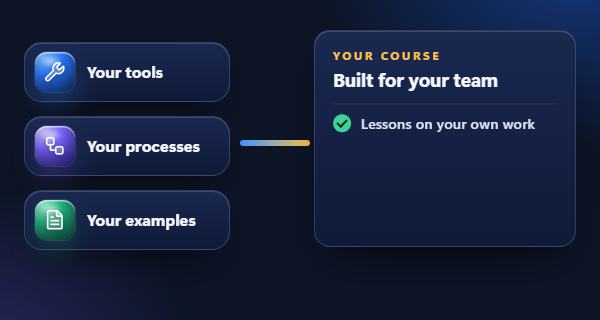 Your tools
Your processes
Your examples
YOUR COURSE
Built for your team
Lessons on your own work